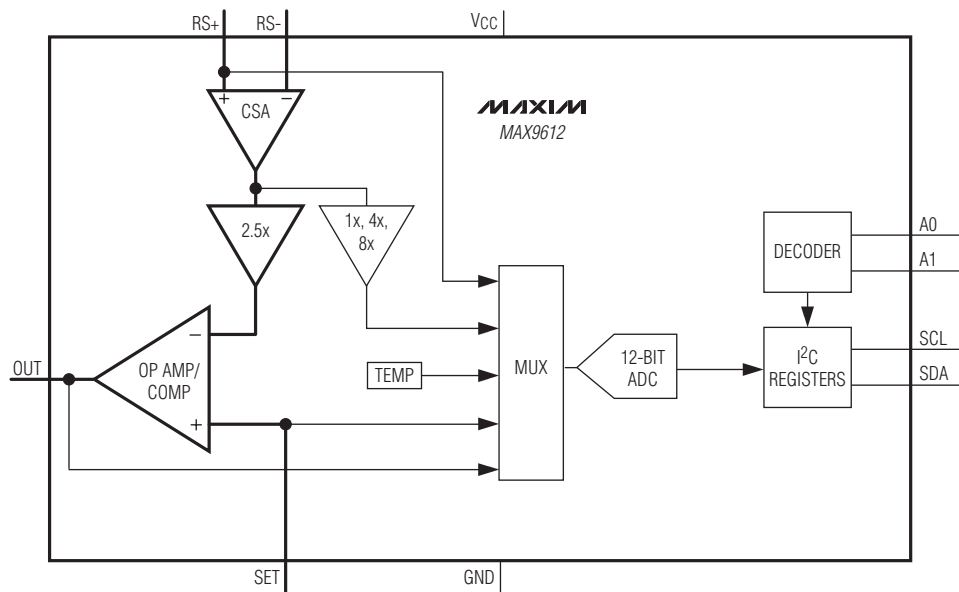 RS+ RS- VCC
+ −
CSA
MAXIM
MAX9612
2.5x
1x, 4x,
8x
DECODER
A0
A1
−
OP AMP/
COMP
+
OUT
TEMP
MUX
12-BIT
ADC
I²C
REGISTERS
SCL
SDA
SET
GND